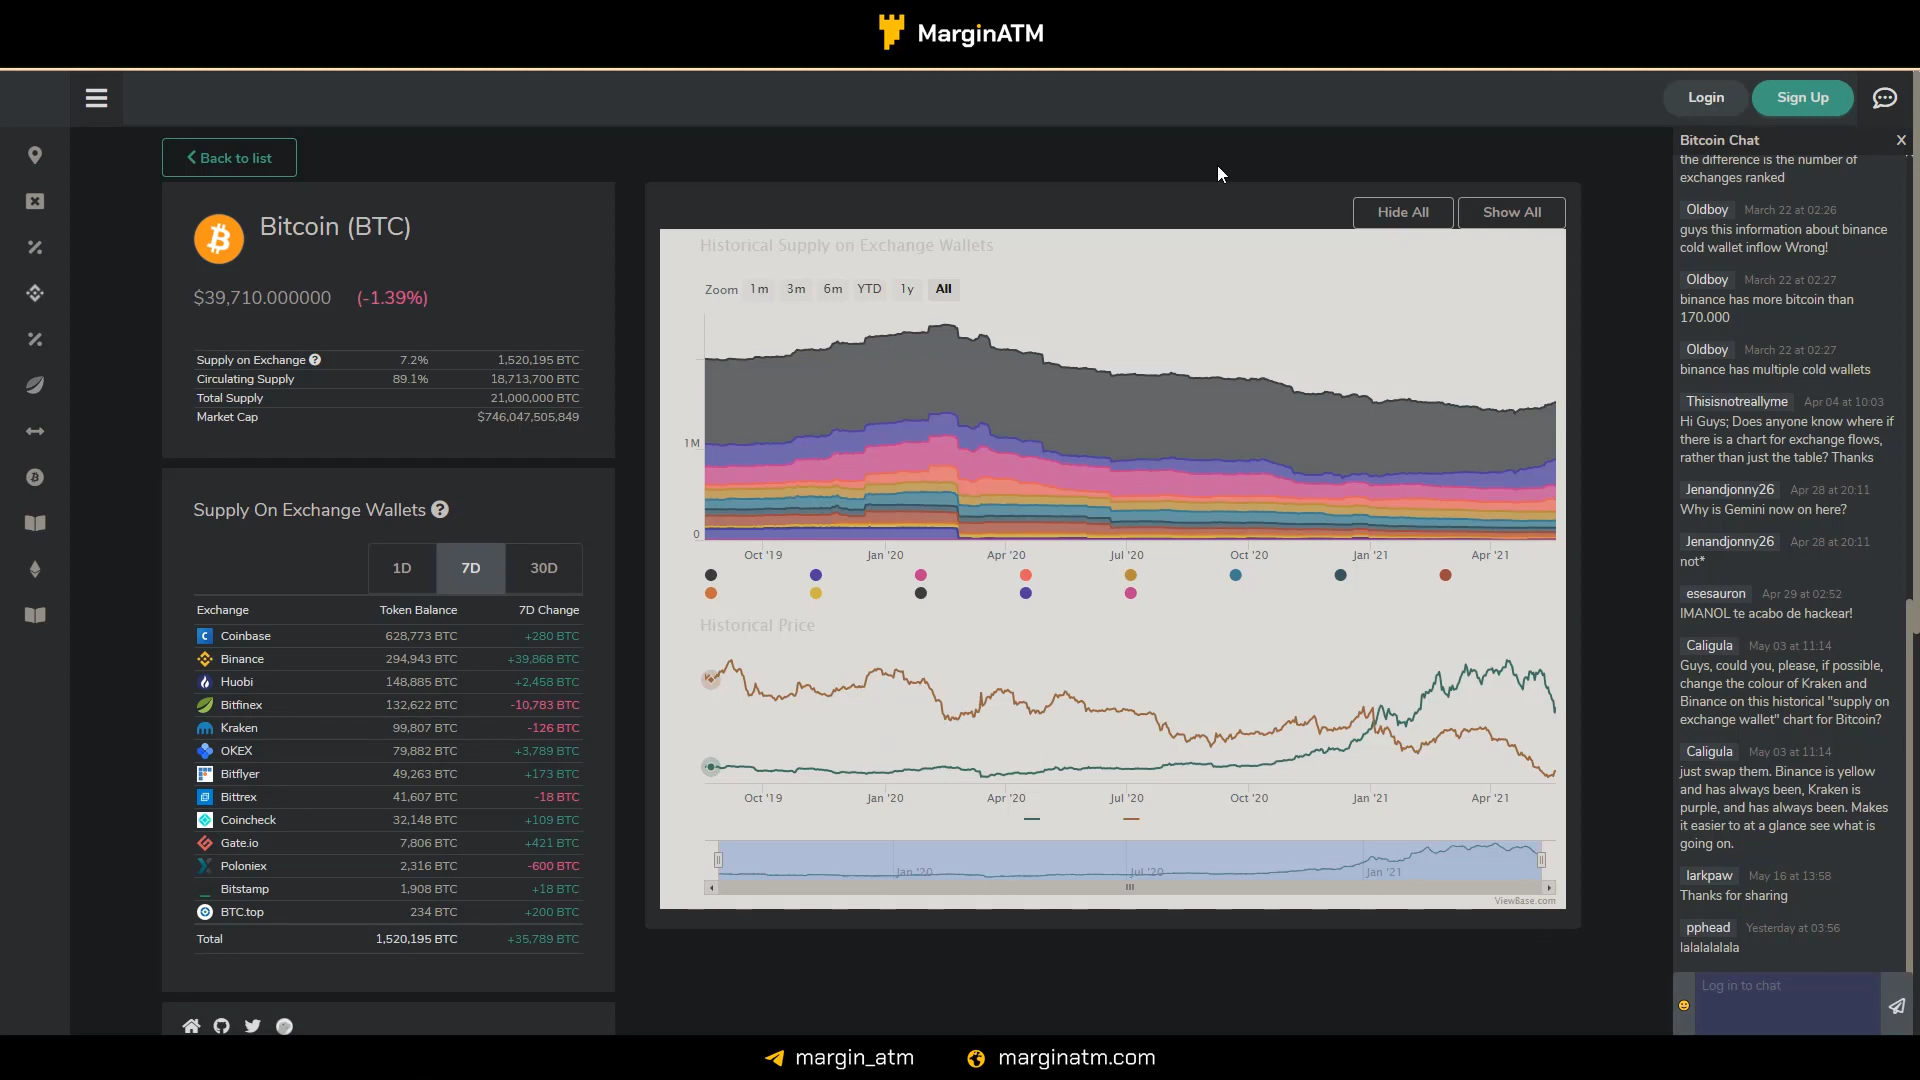 MarginATM
Login
Sign Up
Back to list
Bitcoin (BTC)
$39,710.000000 (-1.39%)
Supply on Exchange 7.2% 1,520,195 BTC
Circulating Supply 89.1% 18,713,700 BTC
Total Supply 21,000,000 BTC
Market Cap $746,047,505,849
Supply On Exchange Wallets
1D 7D 30D
Exchange Token Balance 7D Change
Coinbase 628,773 BTC +280 BTC
Binance 294,943 BTC +39,868 BTC
Huobi 148,885 BTC +2,458 BTC
Bitfinex 132,622 BTC -10,783 BTC
Kraken 99,807 BTC -126 BTC
OKEX 79,882 BTC +3,789 BTC
Bitflyer 49,263 BTC +173 BTC
Bittrex 41,607 BTC -18 BTC
Coincheck 32,148 BTC +109 BTC
Gate.io 7,806 BTC +421 BTC
Poloniex 2,316 BTC -600 BTC
Bitstamp 1,908 BTC +18 BTC
BTC.top 234 BTC +200 BTC
Total 1,520,195 BTC +35,789 BTC
Hide All Show All
Historical Supply on Exchange Wallets
Zoom 1m 3m 6m YTD 1y All
1M
0
Oct '19 Jan '20 Apr '20 Jul '20 Oct '20 Jan '21 Apr '21
Historical Price
Oct '19 Jan '20 Apr '20 Jul '20 Oct '20 Jan '21 Apr '21
Jan '20 Jul '20 Jan '21
ViewBase.com
Bitcoin Chat X
the difference is the number of
exchanges ranked
Oldboy March 22 at 02:26
guys this information about binance
cold wallet inflow Wrong!
Oldboy March 22 at 02:27
binance has more bitcoin than
170.000
Oldboy March 22 at 02:27
binance has multiple cold wallets
Thisisnotreallyme Apr 04 at 10:03
Hi Guys; Does anyone know where if
there is a chart for exchange flows,
rather than just the table? Thanks
Jenandjonny26 Apr 28 at 20:11
Why is Gemini now on here?
Jenandjonny26 Apr 28 at 20:11
not*
esesauron Apr 29 at 02:52
IMANOL te acabo de hackear!
Caligula May 03 at 11:14
Guys, could you, please, if possible,
change the colour of Kraken and
Binance on this historical "supply on
exchange wallet" chart for Bitcoin?
Caligula May 03 at 11:14
just swap them. Binance is yellow
and has always been, Kraken is
purple, and has always been. Makes
it easier to at a glance see what is
going on.
larkpaw May 16 at 13:58
Thanks for sharing
pphead Yesterday at 03:56
lalalalalala
Log in to chat
margin_atm marginatm.com